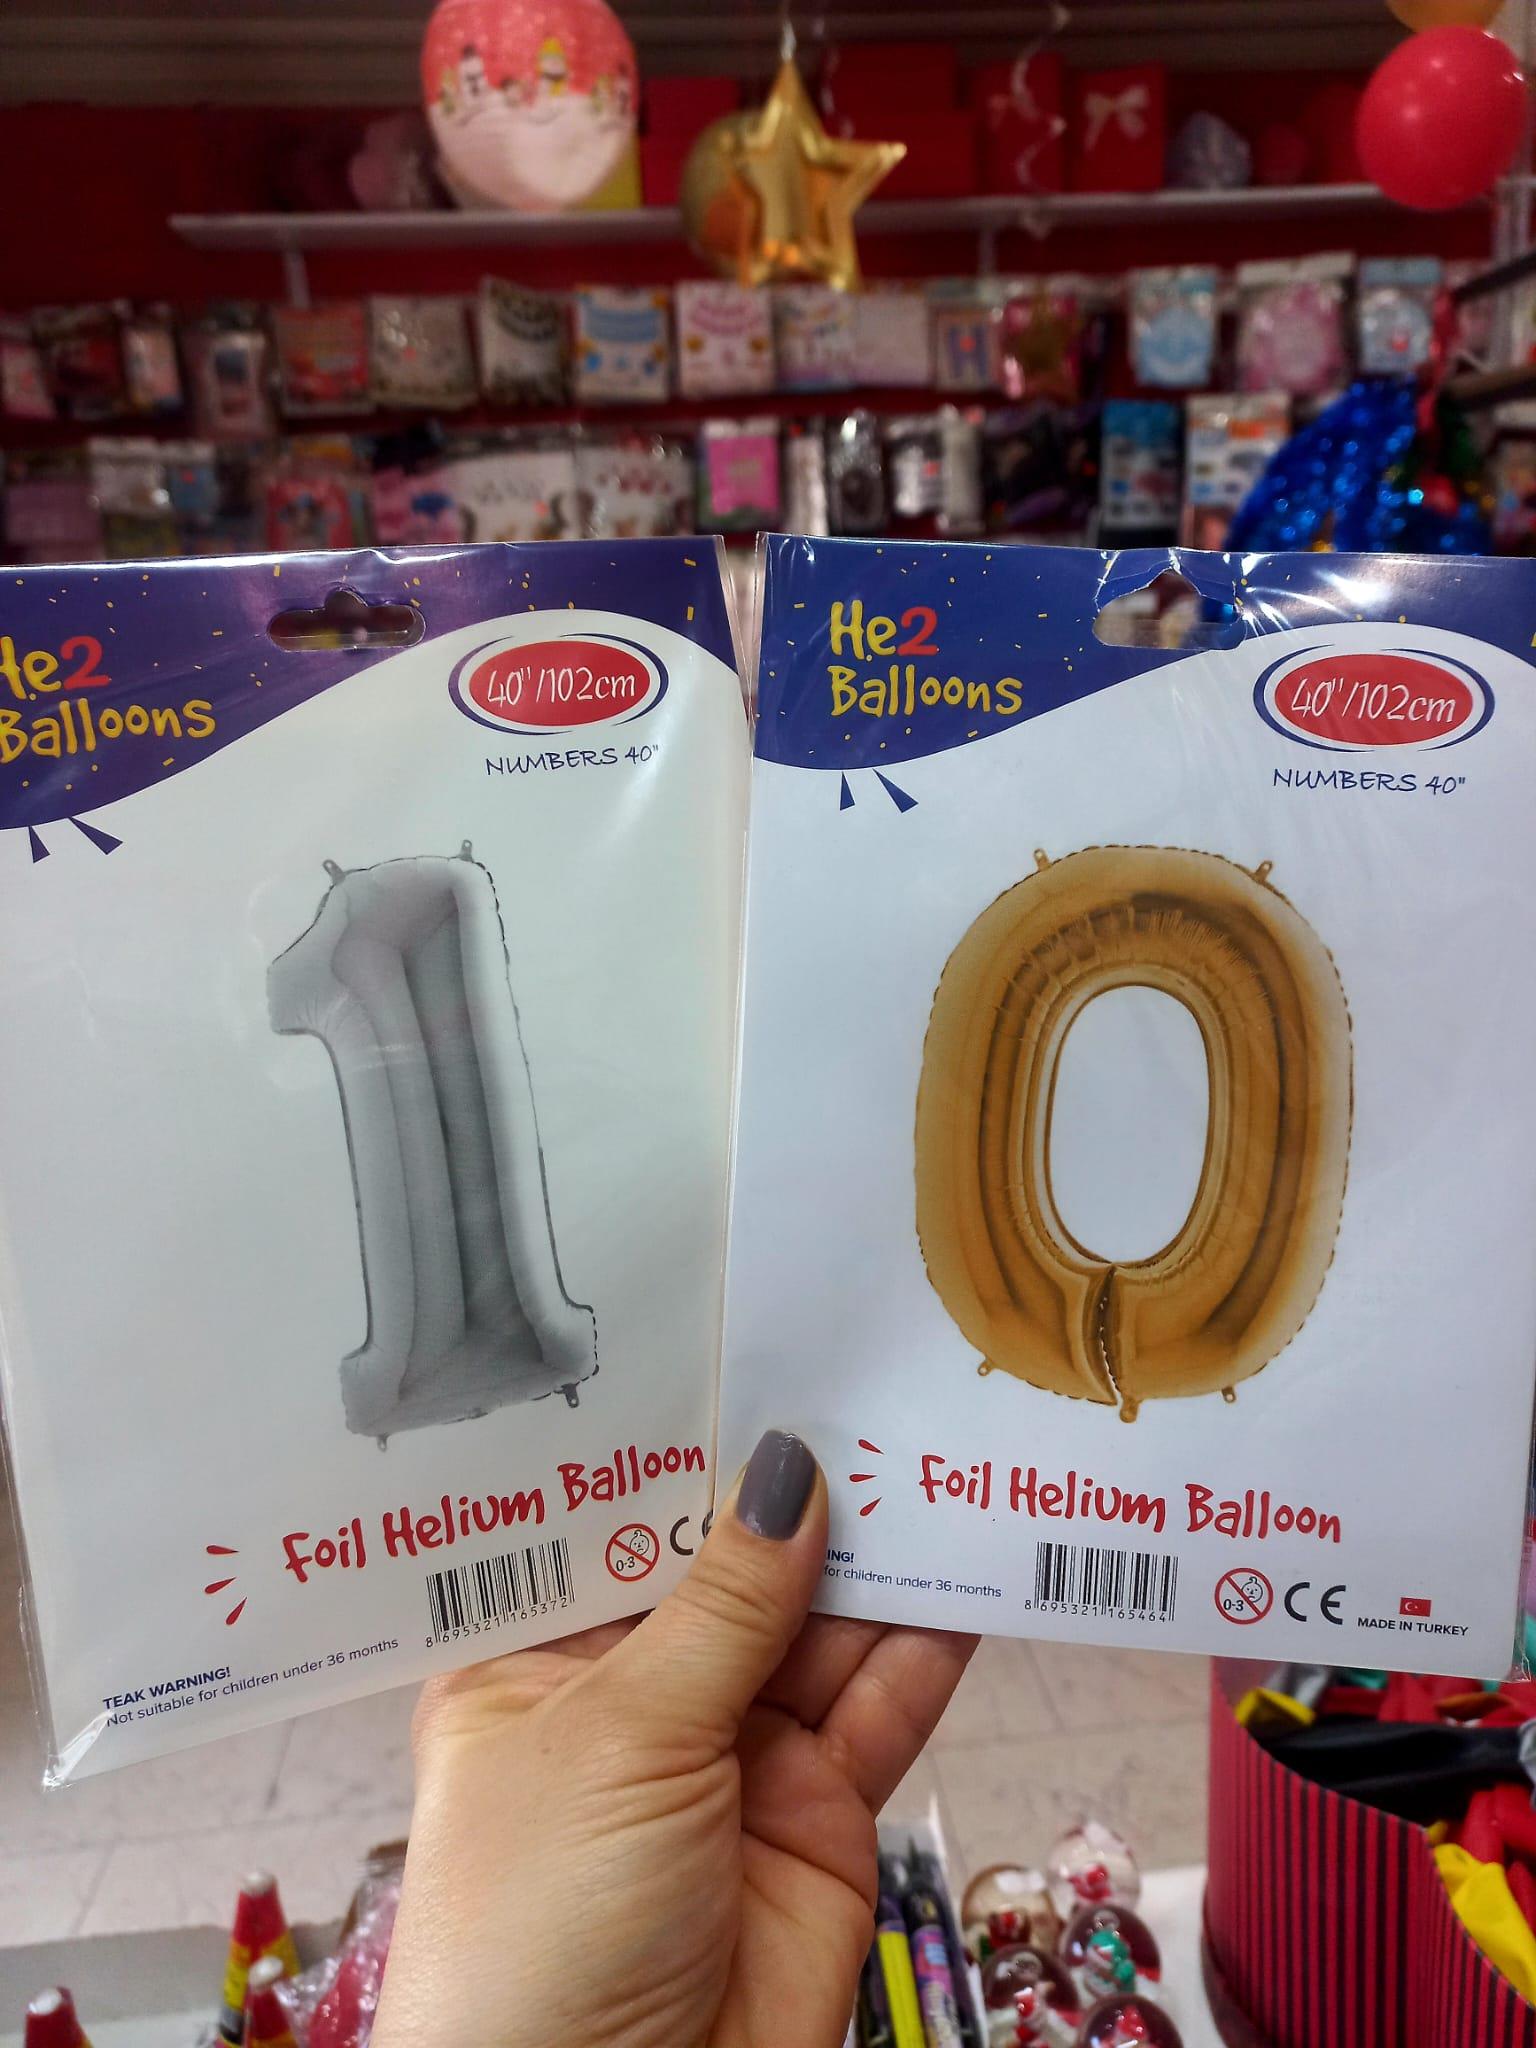 He2
Balloons
40"/102cm
NUMBERS 40"
Foil Helium Balloon
0-3
CE
8 695321 165372
TEAK WARNING!
Not suitable for children under 36 months
He2
Balloons
40"/102cm
NUMBERS 40"
Foil Helium Balloon
for children under 36 months
8 695321 165464
0-3
CE
MADE IN TURKEY
H